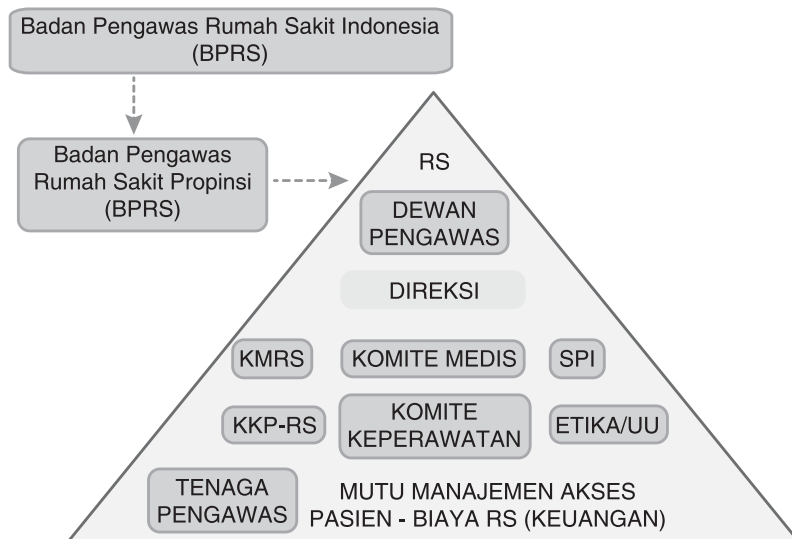 Badan Pengawas Rumah Sakit Indonesia
(BPRS)
Badan Pengawas
Rumah Sakit Propinsi
(BPRS)
RS
DEWAN
PENGAWAS
DIREKSI
KMRS
KOMITE MEDIS
SPI
KKP-RS
KOMITE
KEPERAWATAN
ETIKA/UU
TENAGA
PENGAWAS
MUTU MANAJEMEN AKSES
PASIEN - BIAYA RS (KEUANGAN)